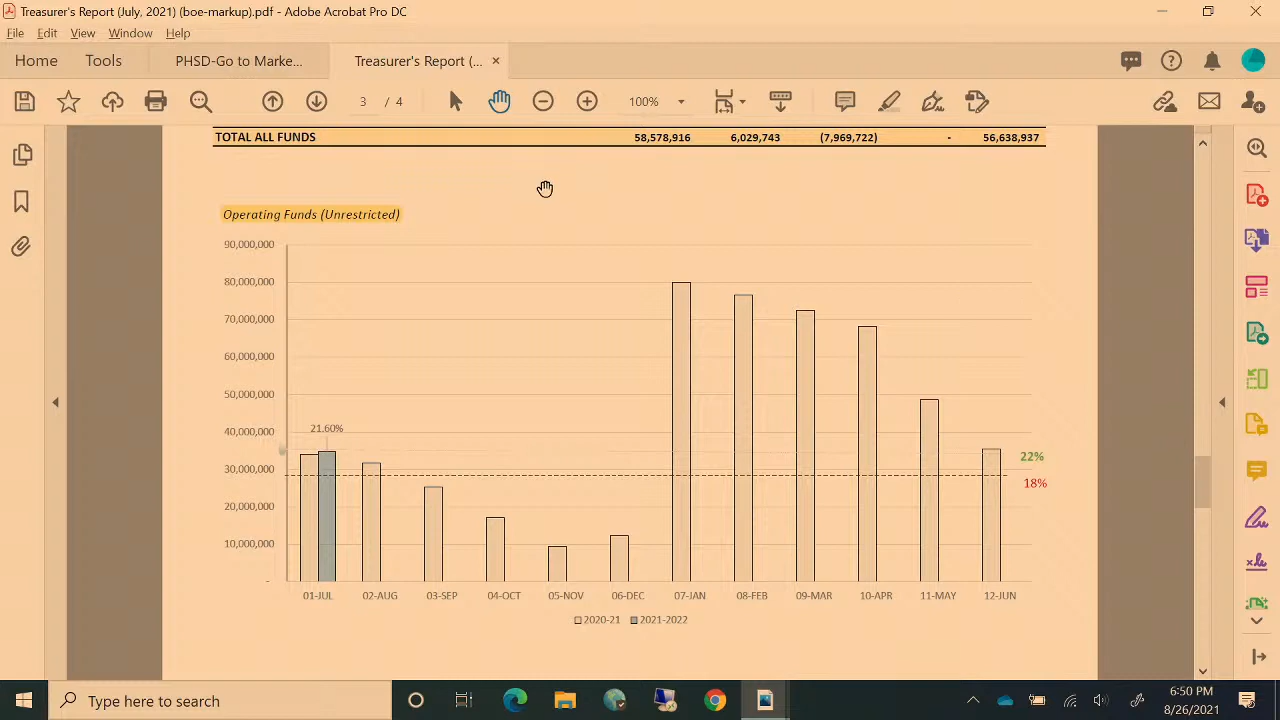 Treasurer's Report (July, 2021) (boe-markup).pdf - Adobe Acrobat Pro DC
File Edit View Window Help
Home Tools PHSD-Go to Marke... Treasurer's Report (... ×
3 / 4 100%
TOTAL ALL FUNDS 58,578,916 6,029,743 (7,969,722) - 56,638,937
Operating Funds (Unrestricted)
90,000,000
80,000,000
70,000,000
60,000,000
50,000,000
40,000,000
30,000,000
20,000,000
10,000,000
-
21.60%
22%
18%
01-JUL 02-AUG 03-SEP 04-OCT 05-NOV 06-DEC 07-JAN 08-FEB 09-MAR 10-APR 11-MAY 12-JUN
2020-21 2021-2022
Type here to search
6:50 PM
8/26/2021